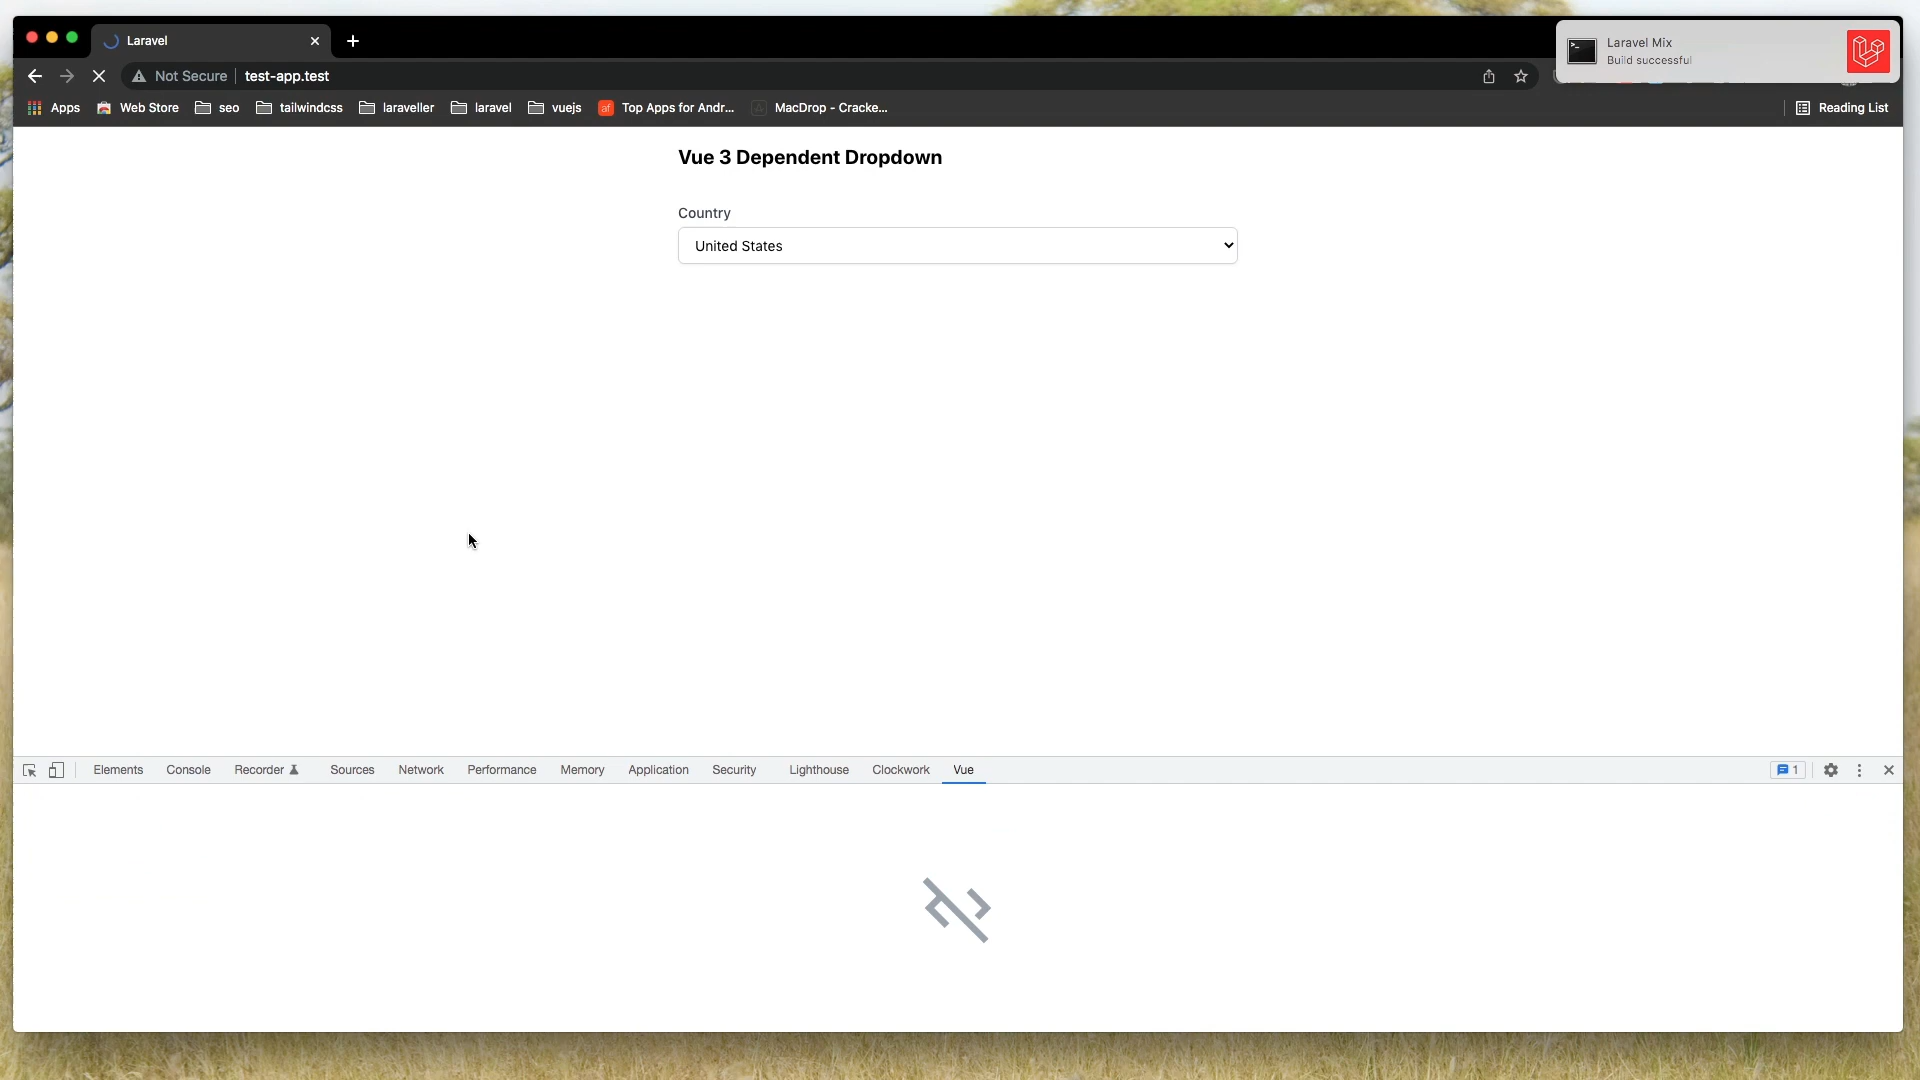 Laravel
Laravel Mix
Build successful
Not Secure test-app.test
Apps Web Store seo tailwindcss laraveller laravel vuejs af Top Apps for Andr... MacDrop - Cracke... Reading List
Vue 3 Dependent Dropdown
Country
United States
Elements Console Recorder Sources Network Performance Memory Application Security Lighthouse Clockwork Vue 1